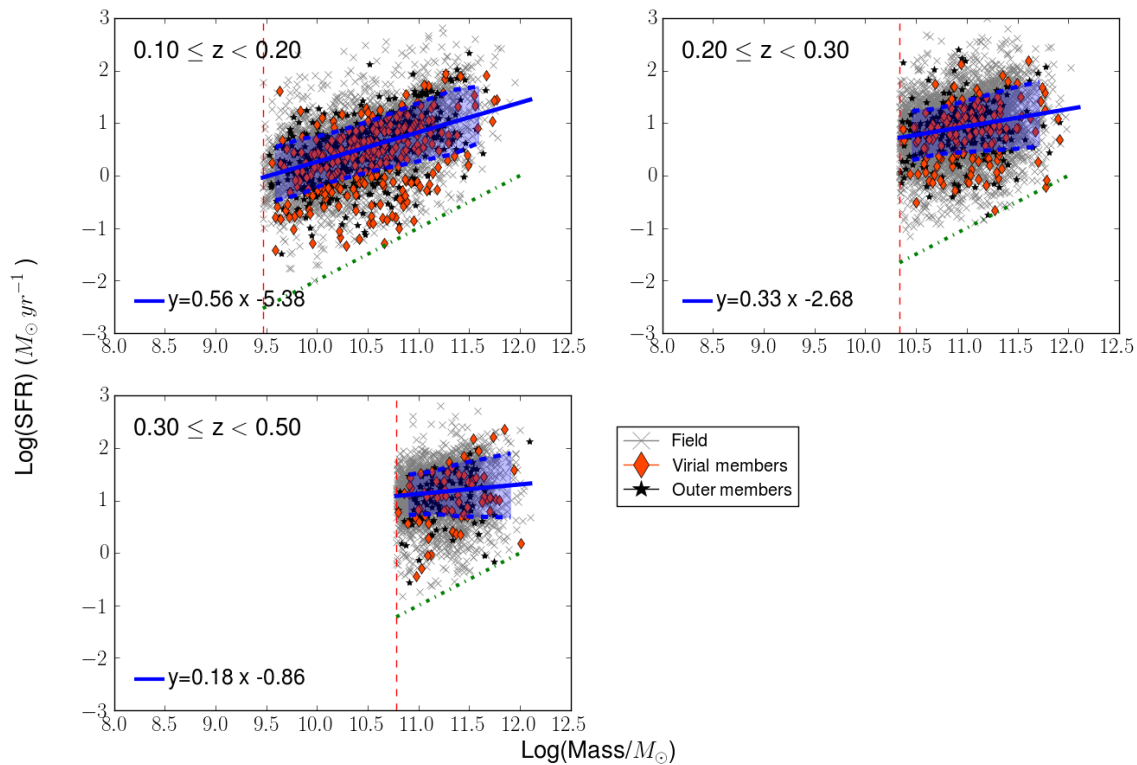 3
2
1
0
−1
−2
−3
0.10 ≤ z < 0.20
y=0.56 x -5.38
8.0 8.5 9.0 9.5 10.0 10.5 11.0 11.5 12.0 12.5
3
2
1
0
−1
−2
−3
0.20 ≤ z < 0.30
y=0.33 x -2.68
8.0 8.5 9.0 9.5 10.0 10.5 11.0 11.5 12.0 12.5
Log(SFR) (M⊙ yr⁻¹)
3
2
1
0
−1
−2
−3
0.30 ≤ z < 0.50
y=0.18 x -0.86
8.0 8.5 9.0 9.5 10.0 10.5 11.0 11.5 12.0 12.5
Field
Virial members
Outer members
Log(Mass/M⊙)